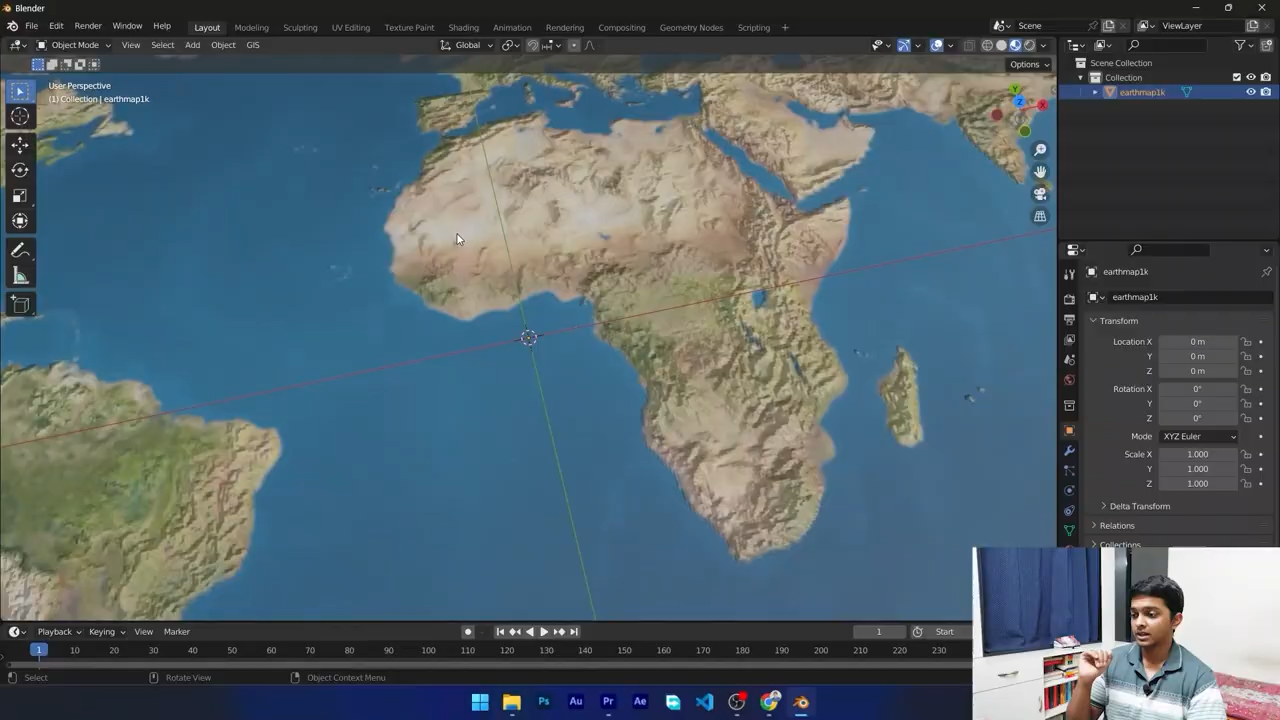 Blender
File Edit Render Window Help Layout Modeling Sculpting UV Editing Texture Paint Shading Animation Rendering Compositing Geometry Nodes Scripting + Scene ViewLayer
Object Mode View Select Add Object GIS Global
Options
User Perspective
(1) Collection | earthmap1k
Y
Z
X
Scene Collection
Collection
earthmap1k
earthmap1k
earthmap1k
Transform
Location X 0 m
Y 0 m
Z 0 m
Rotation X 0°
Y 0°
Z 0°
Mode XYZ Euler
Scale X 1.000
Y 1.000
Z 1.000
Delta Transform
Relations
Collections
Playback Keying View Marker 1 Start
1 10 20 30 40 50 60 70 80 90 100 110 120 130 140 150 160 170 180 190 200 210 220 230
Select Rotate View Object Context Menu
Ps Au Pr Ae